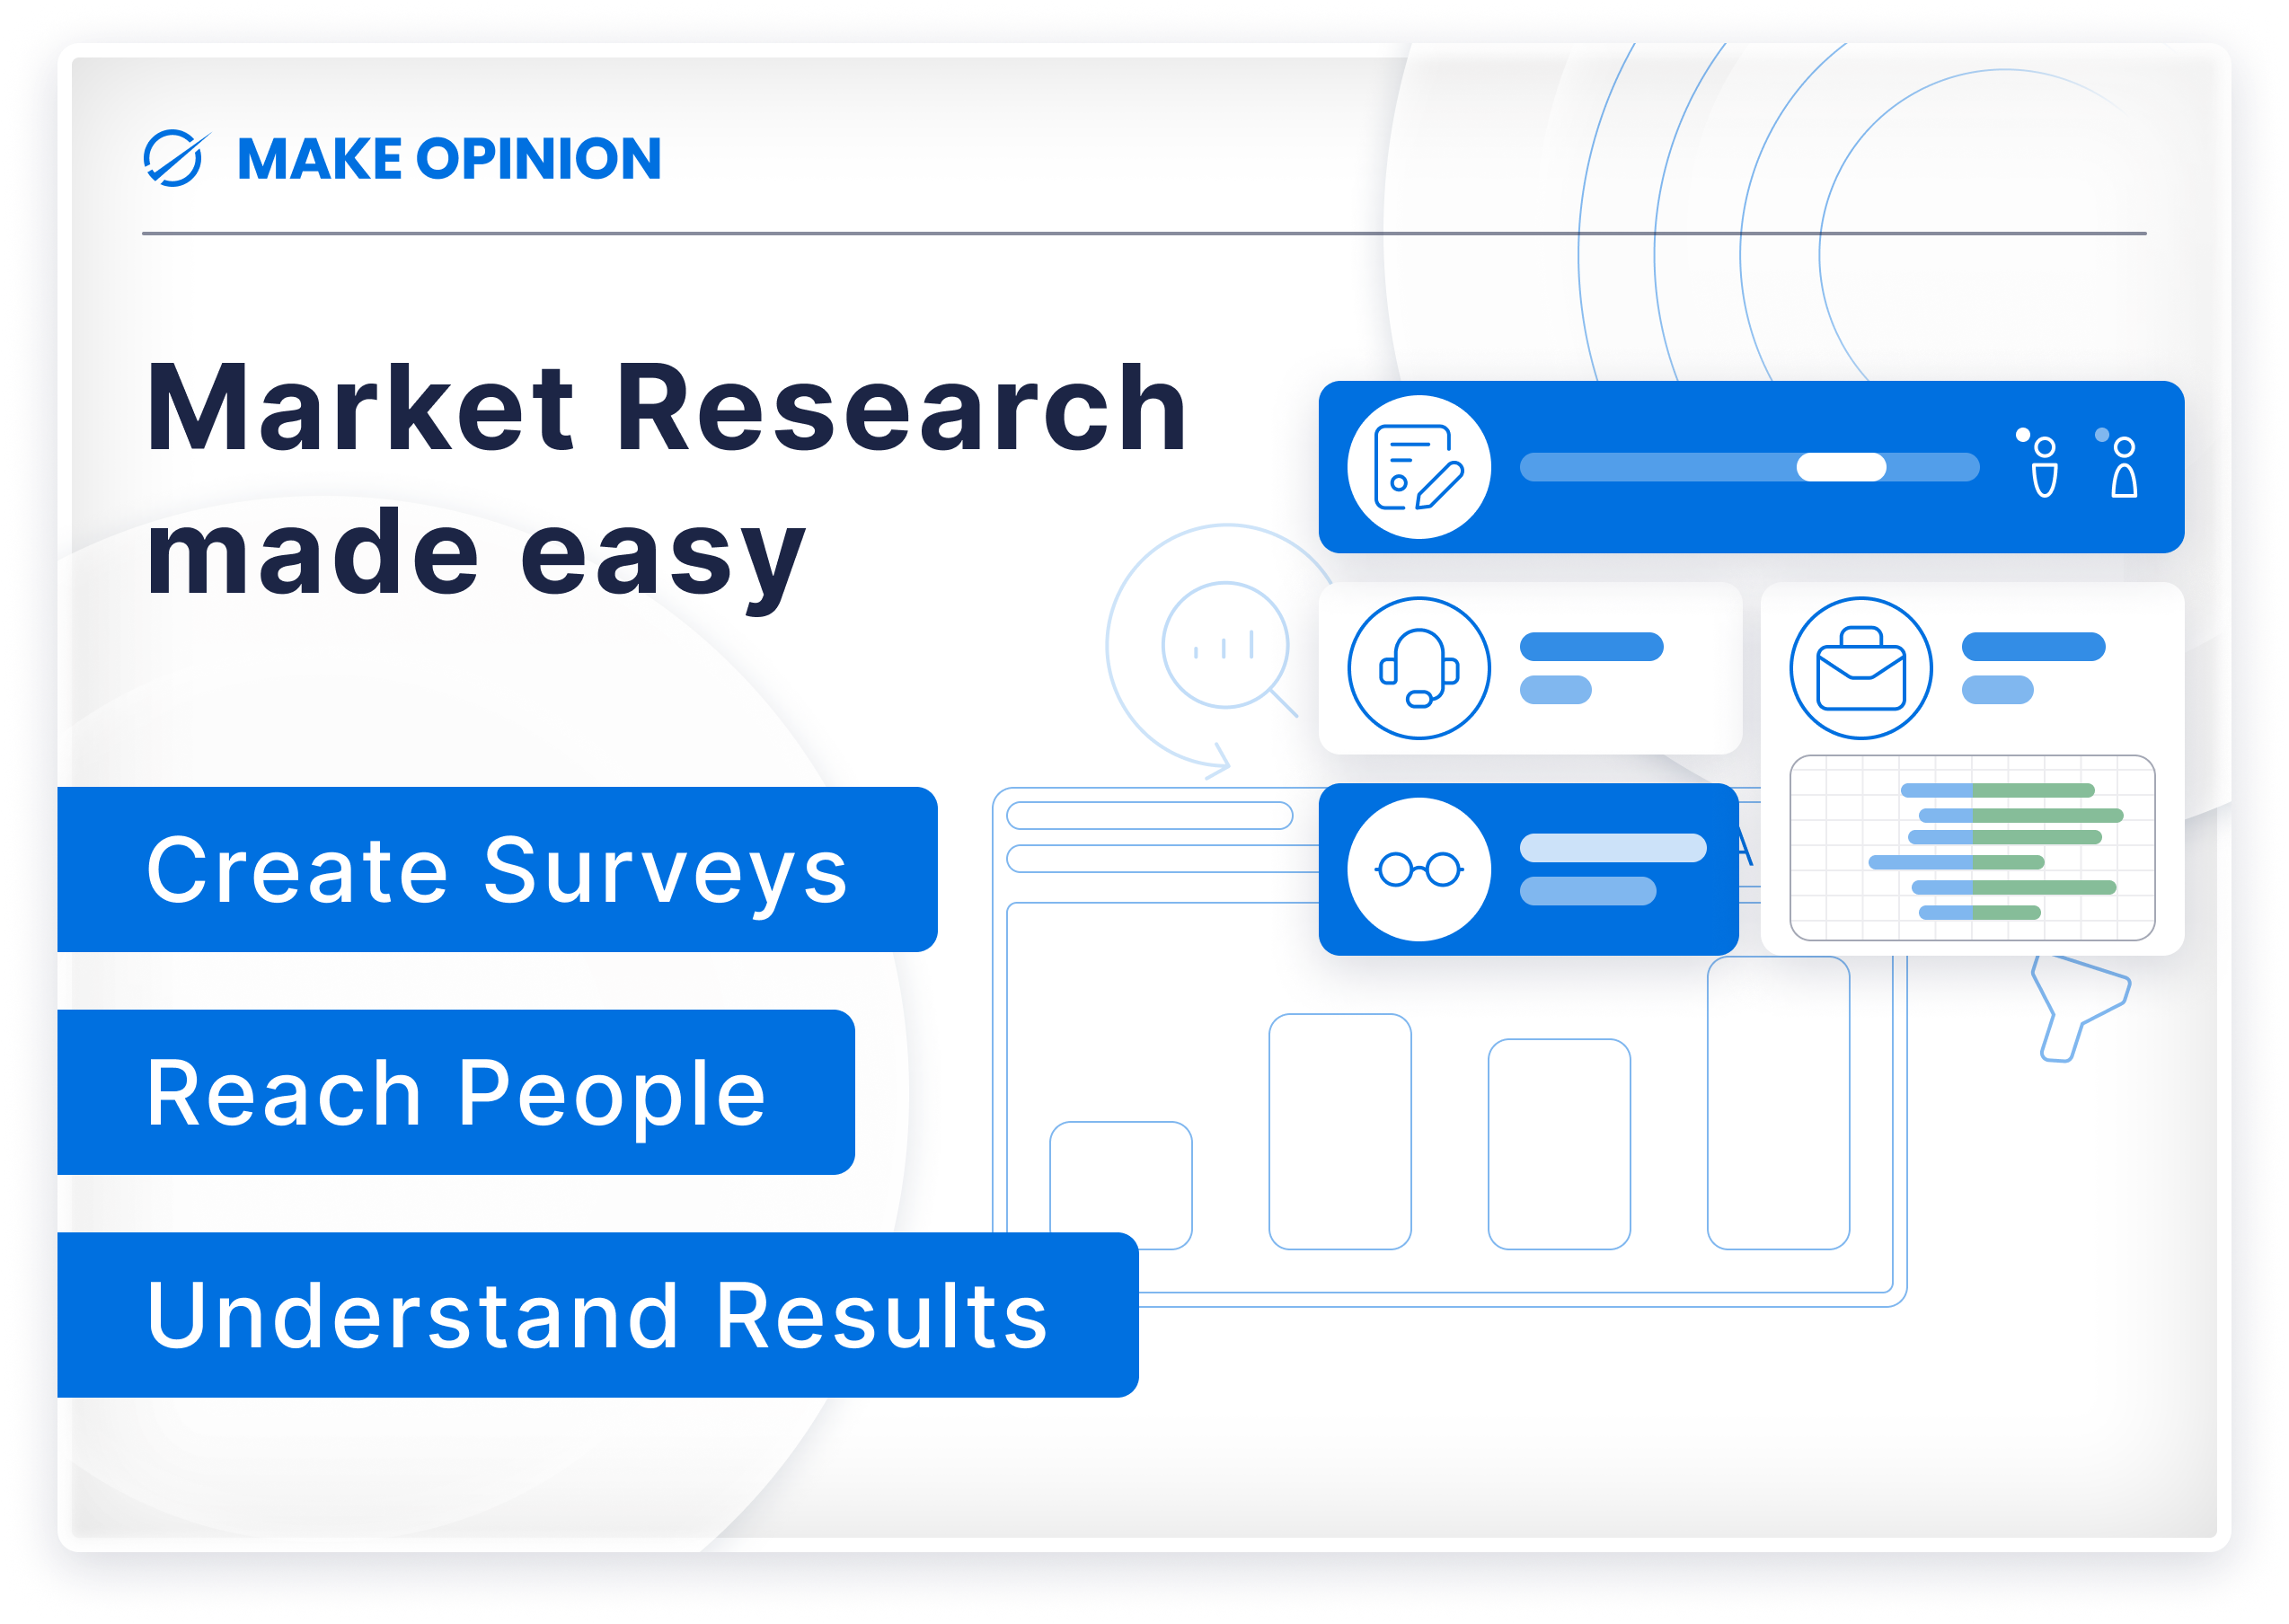 MAKE OPINION
Market Research
made easy
Create Surveys
Reach People
Understand Results